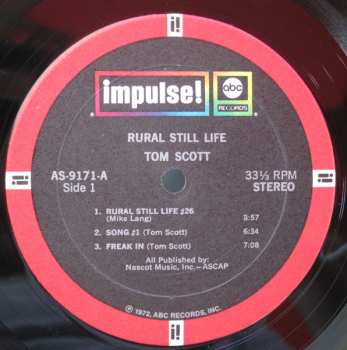 impulse!
abc
RECORDS
RURAL STILL LIFE
TOM SCOTT
AS-9171-A
Side 1
33⅓ RPM
STEREO
1. RURAL STILL LIFE #26 (Mike Lang) 3:57
2. SONG #1 (Tom Scott) 6:34
3. FREAK IN (Tom Scott) 7:08
All Published by:
Nascot Music, Inc.—ASCAP
℗ 1972, ABC RECORDS, INC.